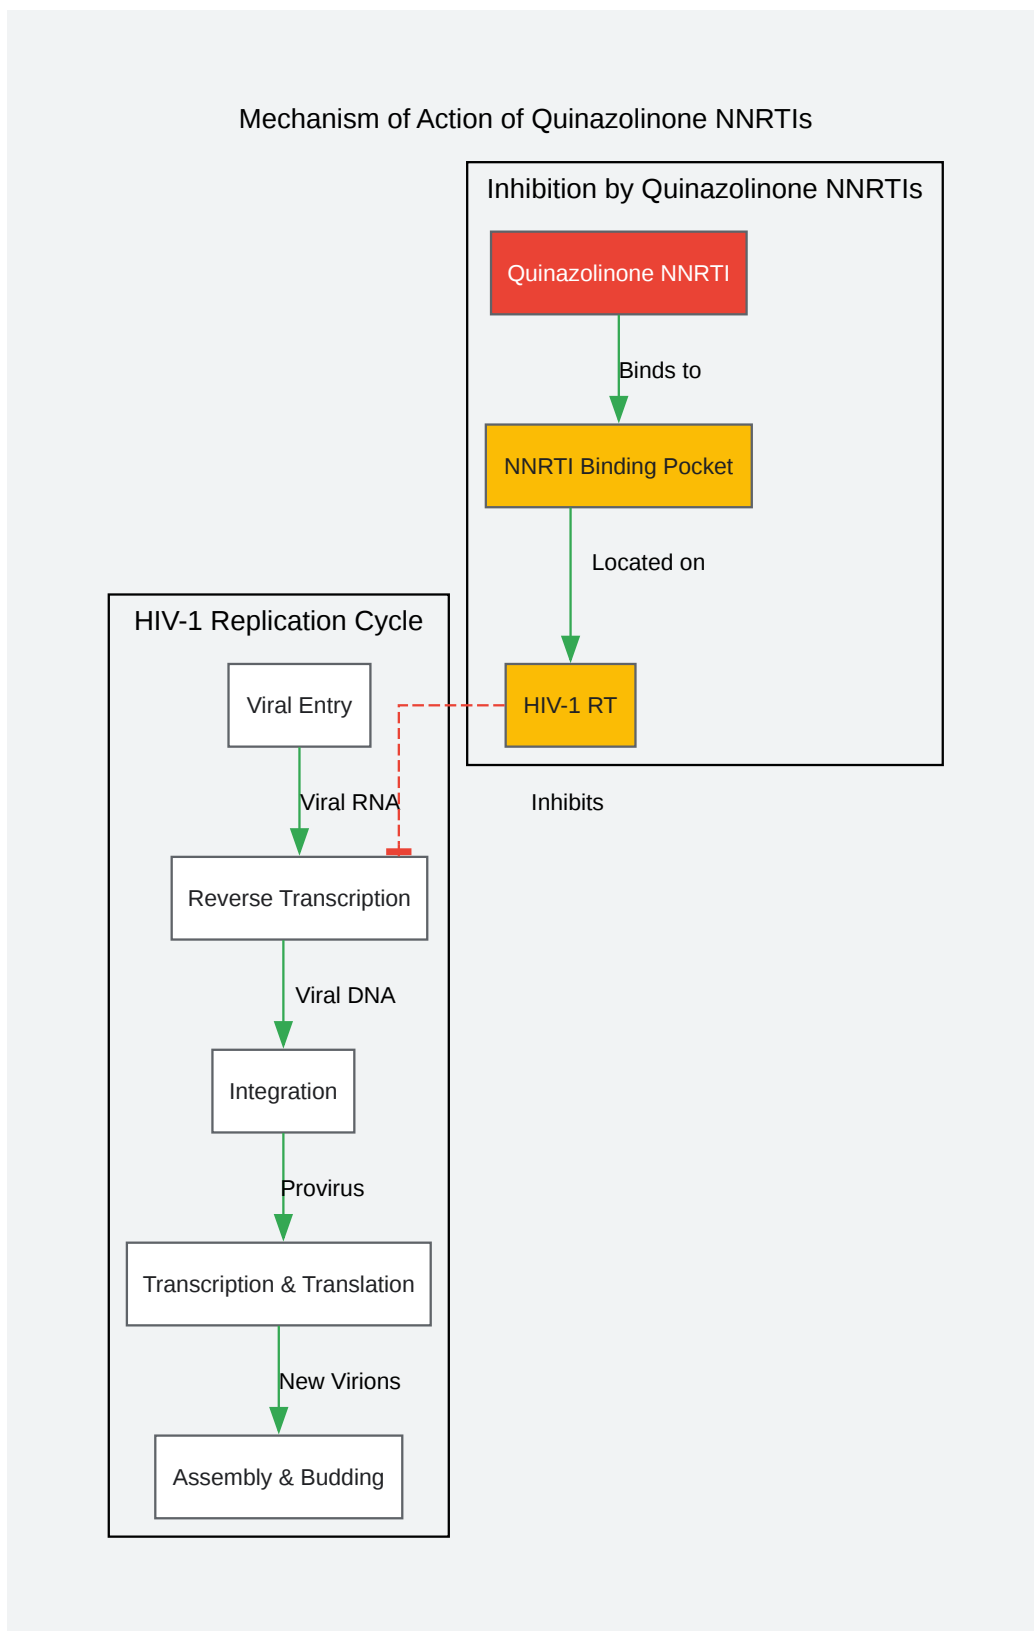 Mechanism of Action of Quinazolinone NNRTIs
Inhibition by Quinazolinone NNRTIs
Quinazolinone NNRTI
Binds to
NNRTI Binding Pocket
Located on
HIV-1 RT
Inhibits
HIV-1 Replication Cycle
Viral Entry
Viral RNA
Reverse Transcription
Viral DNA
Integration
Provirus
Transcription & Translation
New Virions
Assembly & Budding